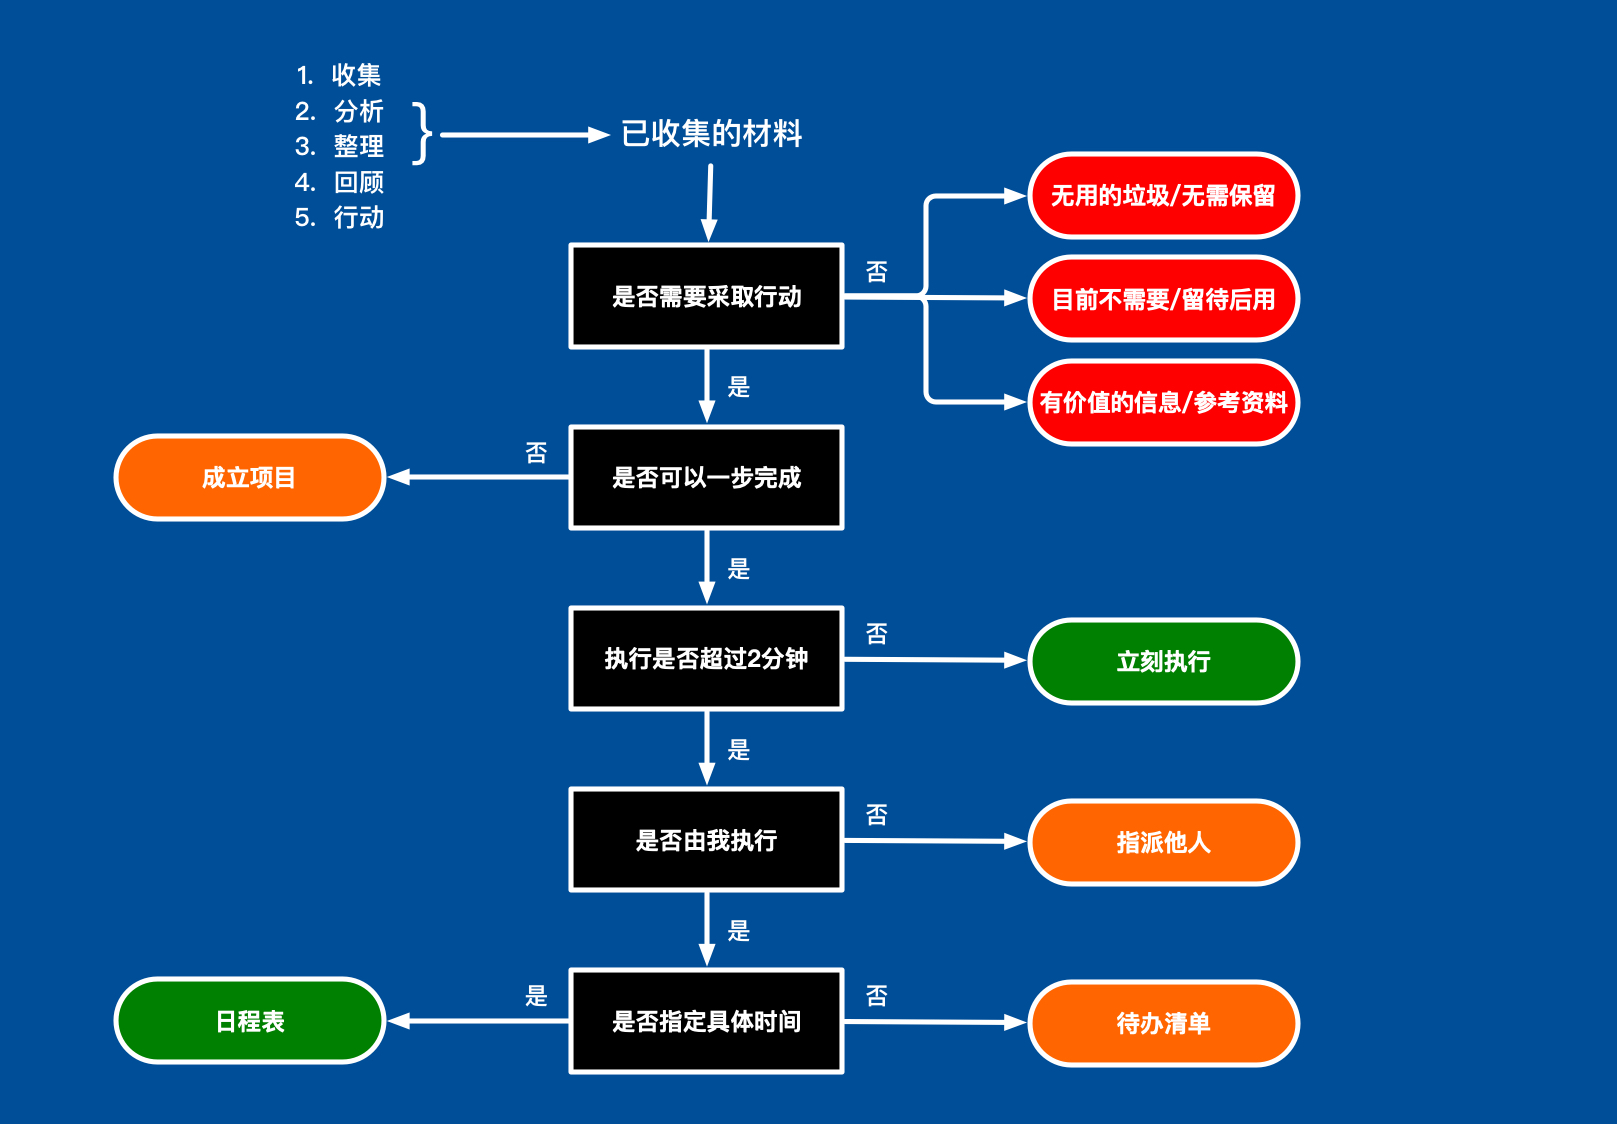 1. 收集
2. 分析
3. 整理
4. 回顾
5. 行动
已收集的材料
是否需要采取行动
否
无用的垃圾/无需保留
目前不需要/留待后用
有价值的信息/参考资料
是
是否可以一步完成
否
成立项目
是
执行是否超过2分钟
否
立刻执行
是
是否由我执行
否
指派他人
是
是否指定具体时间
是
日程表
否
待办清单